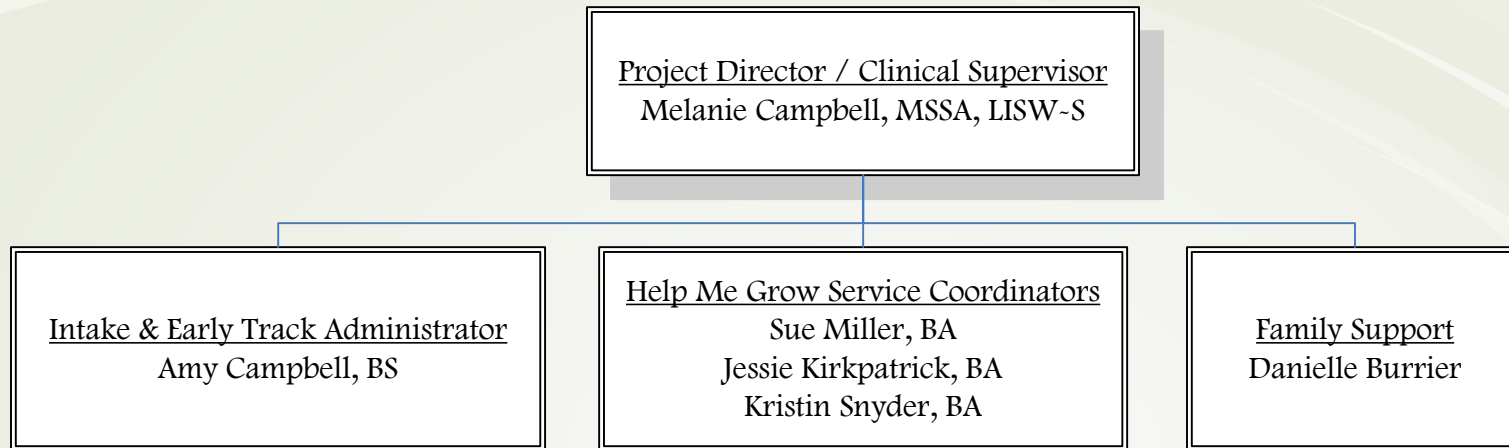 Project Director / Clinical Supervisor
Melanie Campbell, MSSA, LISW-S
Intake & Early Track Administrator
Amy Campbell, BS
Help Me Grow Service Coordinators
Sue Miller, BA
Jessie Kirkpatrick, BA
Kristin Snyder, BA
Family Support
Danielle Burrier